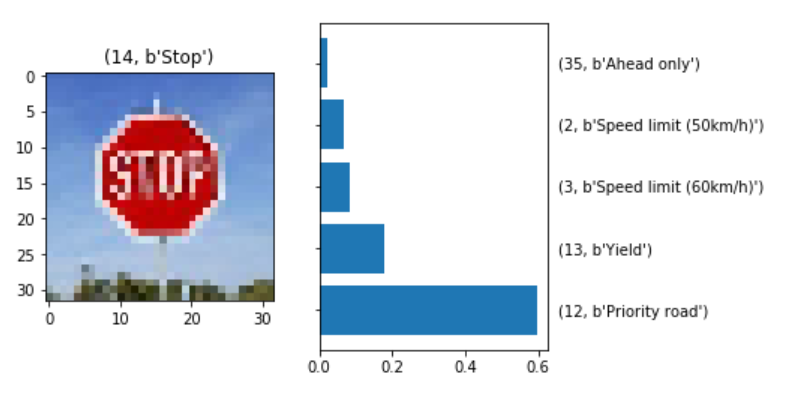 (14, b'Stop')
0
5
10
15
20
25
30
0 10 20 30
STOP
(35, b'Ahead only')
(2, b'Speed limit (50km/h)')
(3, b'Speed limit (60km/h)')
(13, b'Yield')
(12, b'Priority road')
0.0 0.2 0.4 0.6